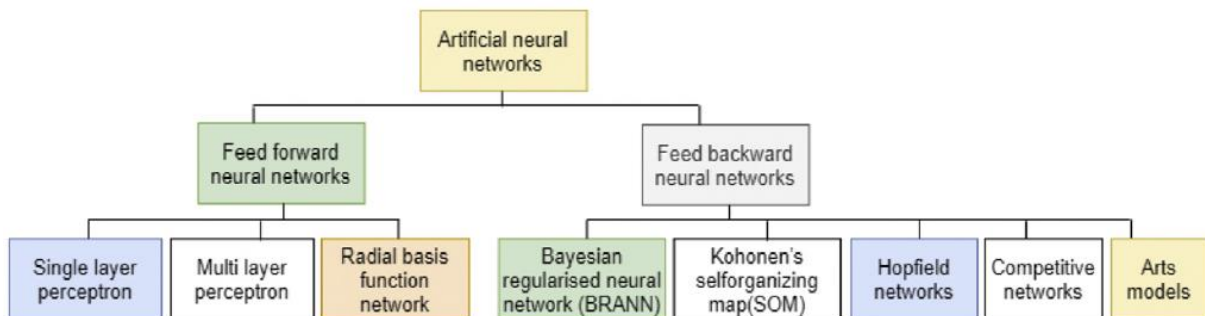 Artificial neural
networks
Feed forward
neural networks
Feed backward
neural networks
Single layer
perceptron
Multi layer
perceptron
Radial basis
function
network
Bayesian
regularised neural
network (BRANN)
Kohonen's
selforganizing
map(SOM)
Hopfield
networks
Competitive
networks
Arts
models